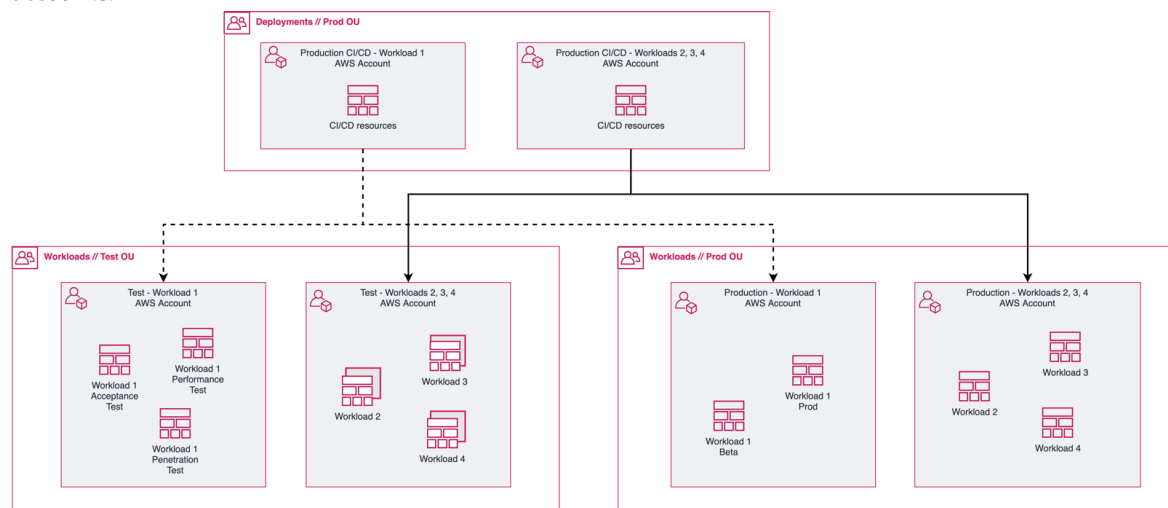 Deployments // Prod OU
Production CI/CD - Workload 1
AWS Account
CI/CD resources
Production CI/CD - Workloads 2, 3, 4
AWS Account
CI/CD resources
Workloads // Test OU
Test - Workload 1
AWS Account
Workload 1
Acceptance
Test
Workload 1
Performance
Test
Workload 1
Penetration
Test
Test - Workloads 2, 3, 4
AWS Account
Workload 2
Workload 3
Workload 4
Workloads // Prod OU
Production - Workload 1
AWS Account
Workload 1
Prod
Workload 1
Beta
Production - Workloads 2, 3, 4
AWS Account
Workload 3
Workload 2
Workload 4